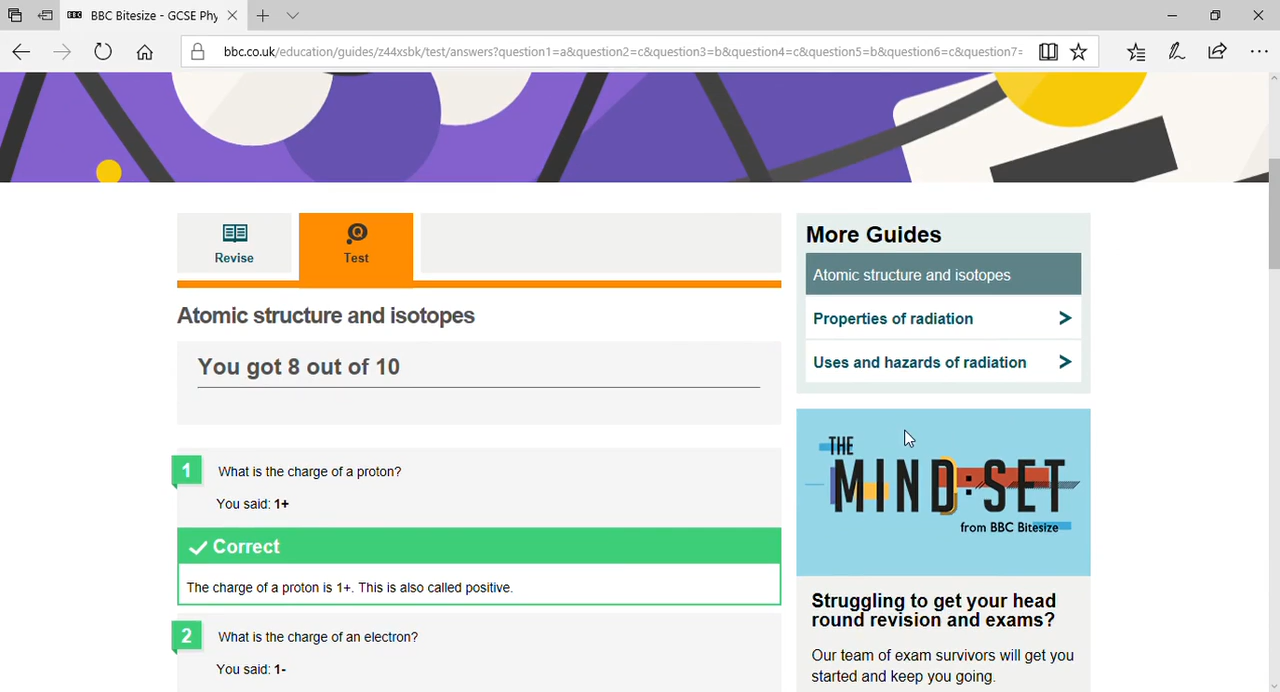 BBC BBC Bitesize - GCSE Phy
bbc.co.uk/education/guides/z44xsbk/test/answers?question1=a&question2=c&question3=b&question4=c&question5=b&question6=c&question7=
Revise
Test
Atomic structure and isotopes
You got 8 out of 10
1 What is the charge of a proton?
You said: 1+
Correct
The charge of a proton is 1+. This is also called positive.
2 What is the charge of an electron?
You said: 1-
More Guides
Atomic structure and isotopes
Properties of radiation
Uses and hazards of radiation
THE
MIND:SET
from BBC Bitesize
Struggling to get your head
round revision and exams?
Our team of exam survivors will get you
started and keep you going.